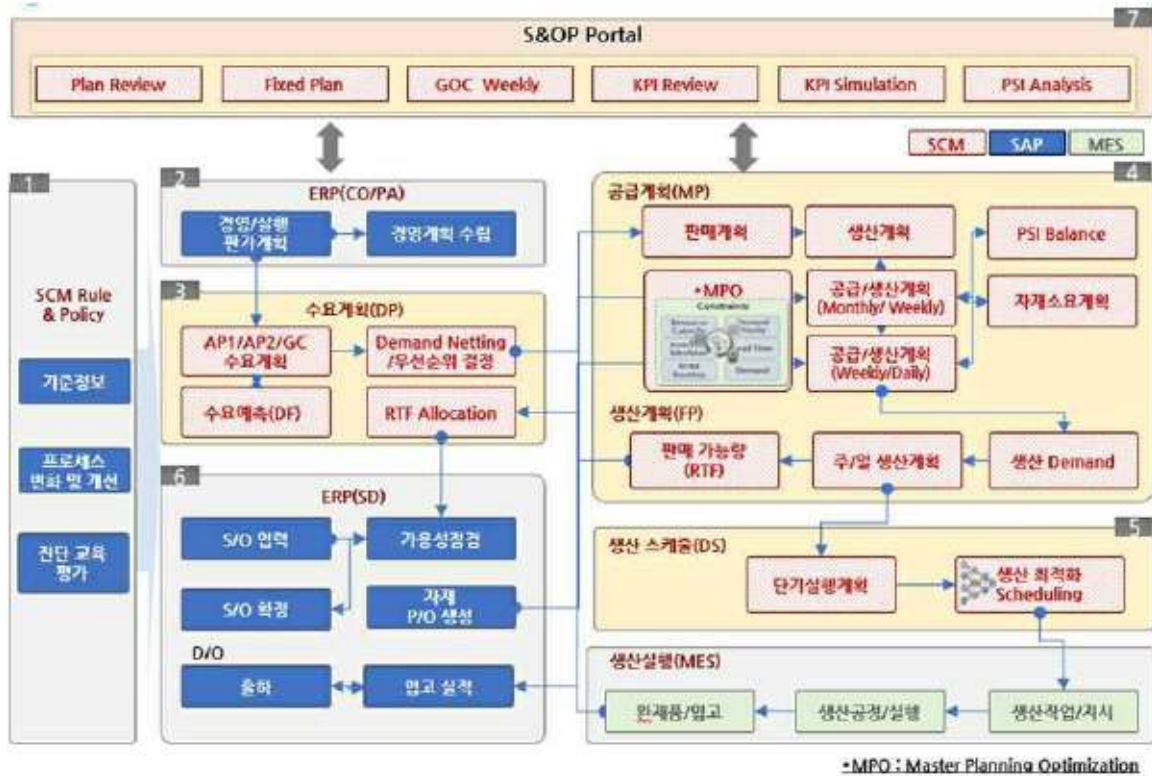 7
S&OP Portal
Plan Review
Fixed Plan
GOC Weekly
KPI Review
KPI Simulation
PSI Analysis
SCM
SAP
MES
1
SCM Rule
& Policy
기준정보
프로세스
변화 및 개선
진단 교육
평가
2
ERP(CO/PA)
경영/실행
판가계획
경영계획 수립
3
수요계획(DP)
AP1/AP2/GC
수요계획
Demand Netting
/우선순위 결정
수요예측(DF)
RTF Allocation
6
ERP(SD)
S/O 입력
가용성점검
S/O 확정
자재
P/O 생성
D/O
출하
입고 실적
4
공급계획(MP)
판매계획
생산계획
PSI Balance
•MPO
Constraints
공급/생산계획
(Monthly/ Weekly)
자재소요계획
공급/생산계획
(Weekly/Daily)
생산계획(FP)
판매 가능량
(RTF)
주/일 생산계획
생산 Demand
5
생산 스케줄(DS)
단기실행계획
생산 최적화
Scheduling
생산실행(MES)
완제품/입고
생산공정/실행
생산작업/지시
•MPO : Master Planning Optimization